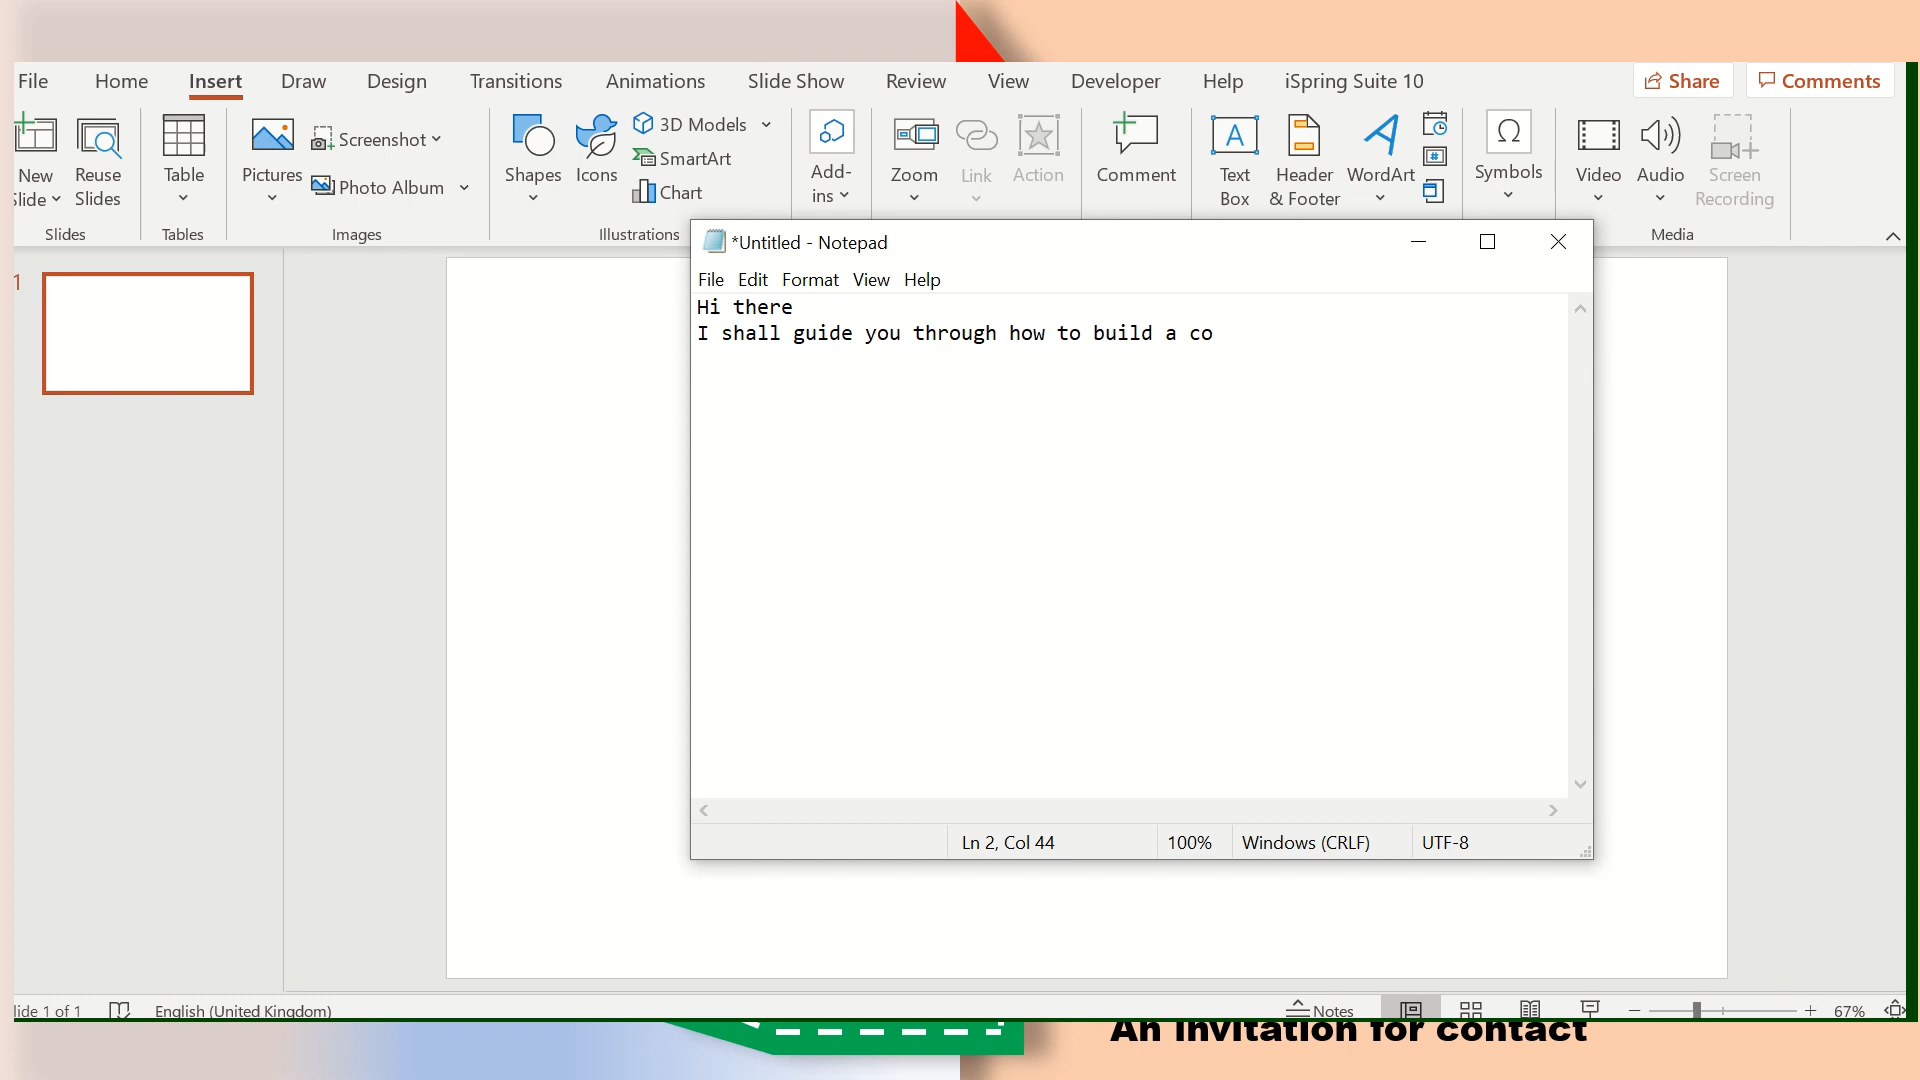 File Home Insert Draw Design Transitions Animations Slide Show Review View Developer Help iSpring Suite 10 Share Comments
New
lide
Reuse
Slides
Slides
Table
Tables
Pictures
Screenshot
Photo Album
Images
Shapes
Icons
3D Models
SmartArt
Chart
Illustrations
Add-
ins
Zoom
Link
Action
Comment
A
Text
Box
Header
& Footer
WordArt
#
Ω
Symbols
Video
Audio
Screen
Recording
Media
1
*Untitled - Notepad
File Edit Format View Help
Hi there
I shall guide you through how to build a co
Ln 2, Col 44 100% Windows (CRLF) UTF-8
lide 1 of 1 English (United Kingdom) Notes 67%
An invitation for contact